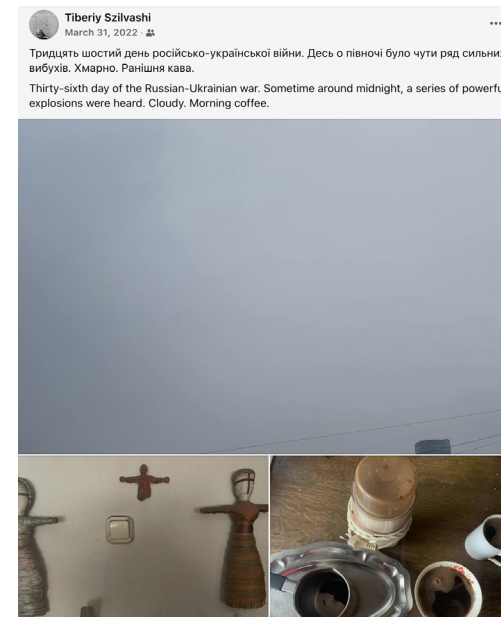 Tiberiy Szilvashi
March 31, 2022 ·
Тридцять шостий день російсько-української війни. Десь о півночі було чути ряд
вибухів. Хмарно. Ранішня кава.
Thirty-sixth day of the Russian-Ukrainian war. Sometime around midnight, a series of
explosions were heard. Cloudy. Morning coffee.